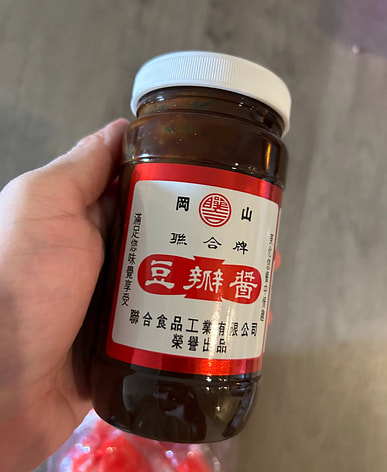 岡山
聯合牌
豆瓣醬
聯合食品工業有限公司
榮譽出品
滿足您味覺享受